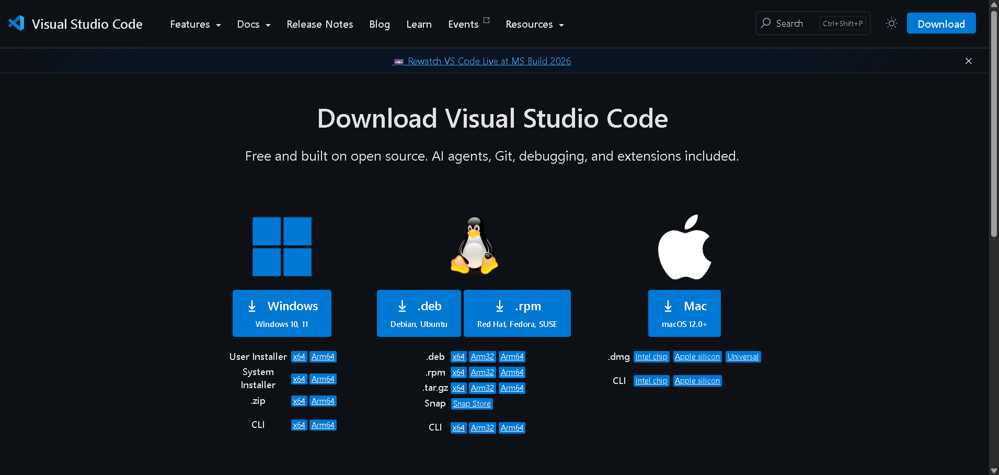 Visual Studio Code Features Docs Release Notes Blog Learn Events Resources Search Ctrl+Shift+P Download
Rewatch VS Code Live at MS Build 2026
Download Visual Studio Code
Free and built on open source. AI agents, Git, debugging, and extensions included.
Windows
Windows 10, 11
User Installer x64 Arm64
System
Installer x64 Arm64
.zip x64 Arm64
CLI x64 Arm64
.deb
Debian, Ubuntu
.rpm
Red Hat, Fedora, SUSE
.deb x64 Arm32 Arm64
.rpm x64 Arm32 Arm64
.tar.gz x64 Arm32 Arm64
Snap Snap Store
CLI x64 Arm32 Arm64
Mac
macOS 12.0+
.dmg Intel chip Apple silicon Universal
CLI Intel chip Apple silicon